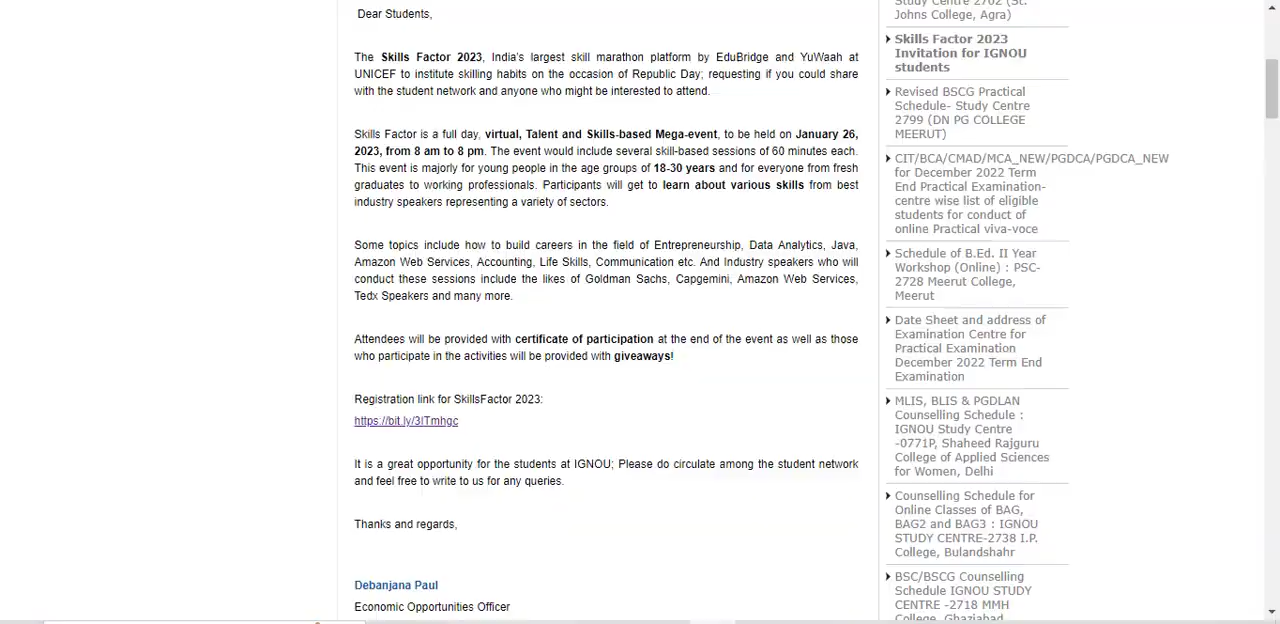 Dear Students,
The Skills Factor 2023, India's largest skill marathon platform by EduBridge and YuWaah at
UNICEF to institute skilling habits on the occasion of Republic Day; requesting if you could share
with the student network and anyone who might be interested to attend.
Skills Factor is a full day, virtual, Talent and Skills-based Mega-event, to be held on January 26,
2023, from 8 am to 8 pm. The event would include several skill-based sessions of 60 minutes each.
This event is majorly for young people in the age groups of 18-30 years and for everyone from fresh
graduates to working professionals. Participants will get to learn about various skills from best
industry speakers representing a variety of sectors.
Some topics include how to build careers in the field of Entrepreneurship, Data Analytics, Java,
Amazon Web Services, Accounting, Life Skills, Communication etc. And Industry speakers who will
conduct these sessions include the likes of Goldman Sachs, Capgemini, Amazon Web Services,
Tedx Speakers and many more.
Attendees will be provided with certificate of participation at the end of the event as well as those
who participate in the activities will be provided with giveaways!
Registration link for SkillsFactor 2023:
https://bit.ly/3ITmhgc
It is a great opportunity for the students at IGNOU; Please do circulate among the student network
and feel free to write to us for any queries.
Thanks and regards,
Debanjana Paul
Economic Opportunities Officer
Study Centre 2702 (St.
Johns College, Agra)
Skills Factor 2023
Invitation for IGNOU
students
Revised BSCG Practical
Schedule- Study Centre
2799 (DN PG COLLEGE
MEERUT)
CIT/BCA/CMAD/MCA_NEW/PGDCA/PGDCA_NEW
for December 2022 Term
End Practical Examination-
centre wise list of eligible
students for conduct of
online Practical viva-voce
Schedule of B.Ed. II Year
Workshop (Online) : PSC-
2728 Meerut College,
Meerut
Date Sheet and address of
Examination Centre for
Practical Examination
December 2022 Term End
Examination
MLIS, BLIS & PGDLAN
Counselling Schedule :
IGNOU Study Centre
-0771P, Shaheed Rajguru
College of Applied Sciences
for Women, Delhi
Counselling Schedule for
Online Classes of BAG,
BAG2 and BAG3 : IGNOU
STUDY CENTRE-2738 I.P.
College, Bulandshahr
BSC/BSCG Counselling
Schedule IGNOU STUDY
CENTRE -2718 MMH
College, Ghaziabad